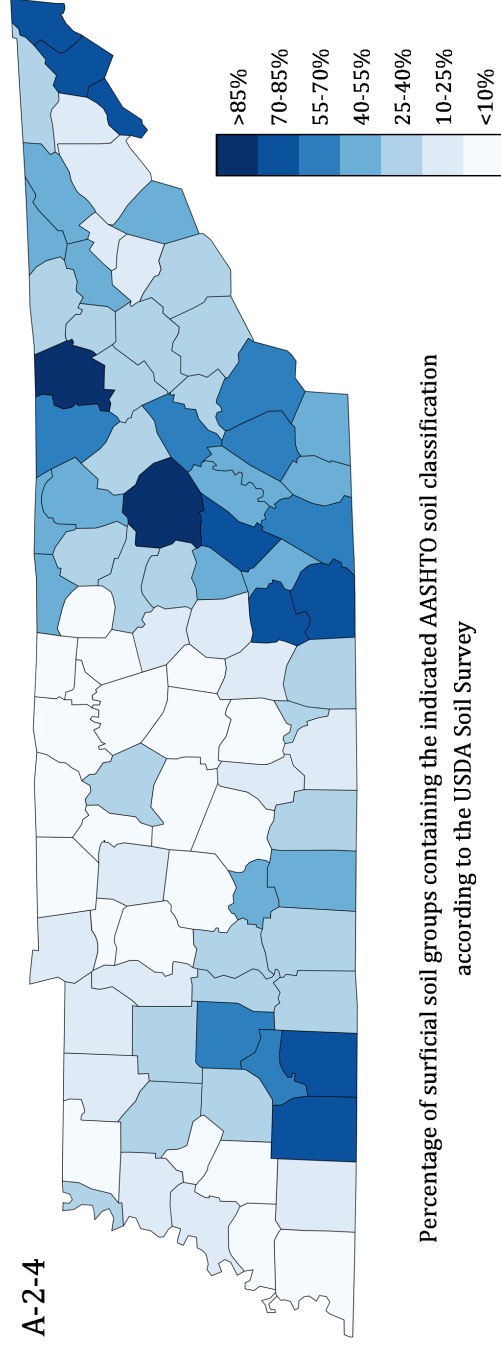 A-2-4
>85%
70-85%
55-70%
40-55%
25-40%
10-25%
<10%
Percentage of surficial soil groups containing the indicated AASHTO soil classification
according to the USDA Soil Survey